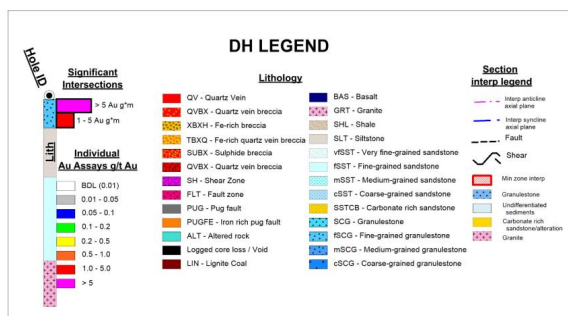 DH LEGEND
Hole ID
Significant
Intersections
> 5 Au g*m
1 - 5 Au g*m
Lith
Individual
Au Assays g/t Au
BDL (0.01)
0.01 - 0.05
0.05 - 0.1
0.1 - 0.2
0.2 - 0.5
0.5 - 1.0
1.0 - 5.0
> 5
Lithology
QV - Quartz Vein
QVBX - Quartz vein breccia
XBXH - Fe-rich breccia
TBXQ - Fe-rich quartz vein breccia
SUBX - Sulphide breccia
QVBX - Quartz vein breccia
SH - Shear Zone
FLT - Fault zone
PUG - Pug fault
PUGFE - Iron rich pug fault
ALT - Altered rock
Logged core loss / Void
LIN - Lignite Coal
BAS - Basalt
GRT - Granite
SHL - Shale
SLT - Siltstone
vfSST - Very fine-grained sandstone
fSST - Fine-grained sandstone
mSST - Medium-grained sandstone
cSST - Coarse-grained sandstone
SSTCB - Carbonate rich sandstone
SCG - Granulestone
fSCG - Fine-grained granulestone
mSCG - Medium-grained granulestone
cSCG - Coarse-grained granulestone
Section
interp legend
Interp anticline
axial plane
Interp syncline
axial plane
Fault
Shear
Min zone interp
Granulestone
Undifferentiated
sediments
Carbonate rich
sandstone/alteration
Granite